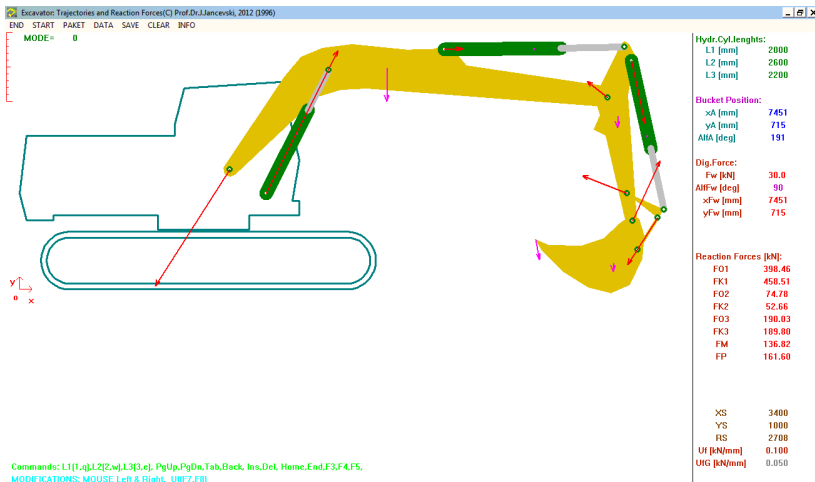 Excavator: Trajectories and Reaction Forces(C) Prof.Dr.J.Jancevski, 2012 (1996)
END START PAKET DATA SAVE CLEAR INFO
MODE= 0
Hydr.Cyl.lenghts:
L1 [mm] 2000
L2 [mm] 2600
L3 [mm] 2200
Bucket Position:
xA [mm] 7451
yA [mm] 715
AlfA [deg] 191
Dig.Force:
Fw [kN] 30.0
AlfFw [deg] 90
xFw [mm] 7451
yFw [mm] 715
y
o x
Reaction Forces [kN]:
FO1 398.46
FK1 458.51
FO2 74.78
FK2 52.66
FO3 190.03
FK3 189.80
FM 136.82
FP 161.60
XS 3400
YS 1000
RS 2708
Uf [kN/mm] 0.100
UfG [kN/mm] 0.050
Commands: L1[1,q],L2[2,w],L3[3,e], PgUp,PgDn,Tab,Back, Ins,Del, Home,End,F3,F4,F5,
MODIFICATIONS: MOUSE Left & Right,